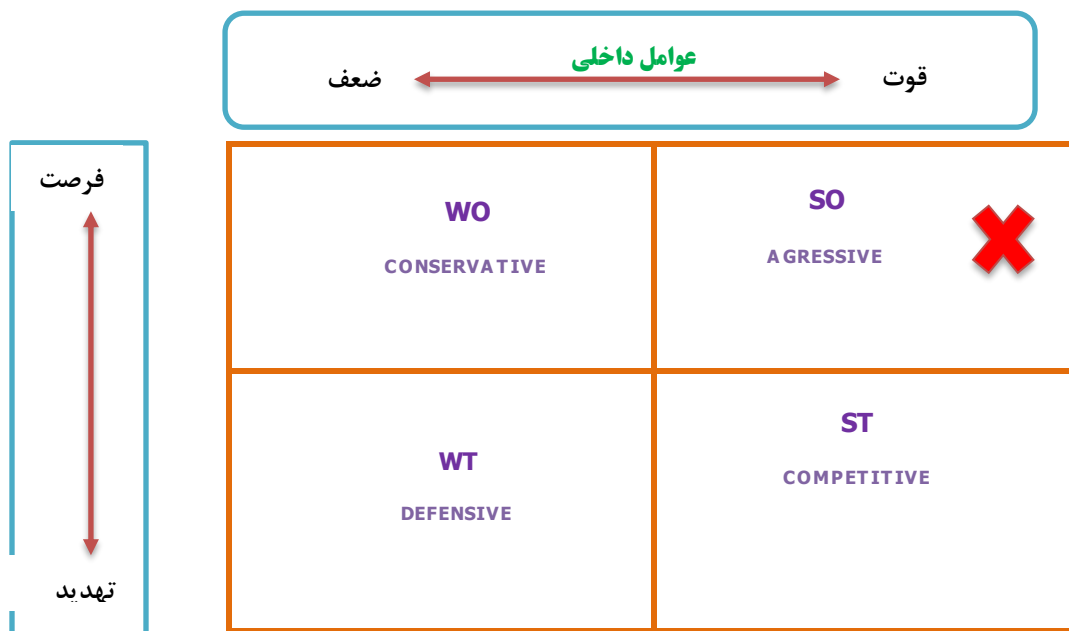 عوامل داخلی
قوت
ضعف
فرصت
تهدید
SO
AGRESSIVE
WO
CONSERVATIVE
ST
COMPETITIVE
WT
DEFENSIVE